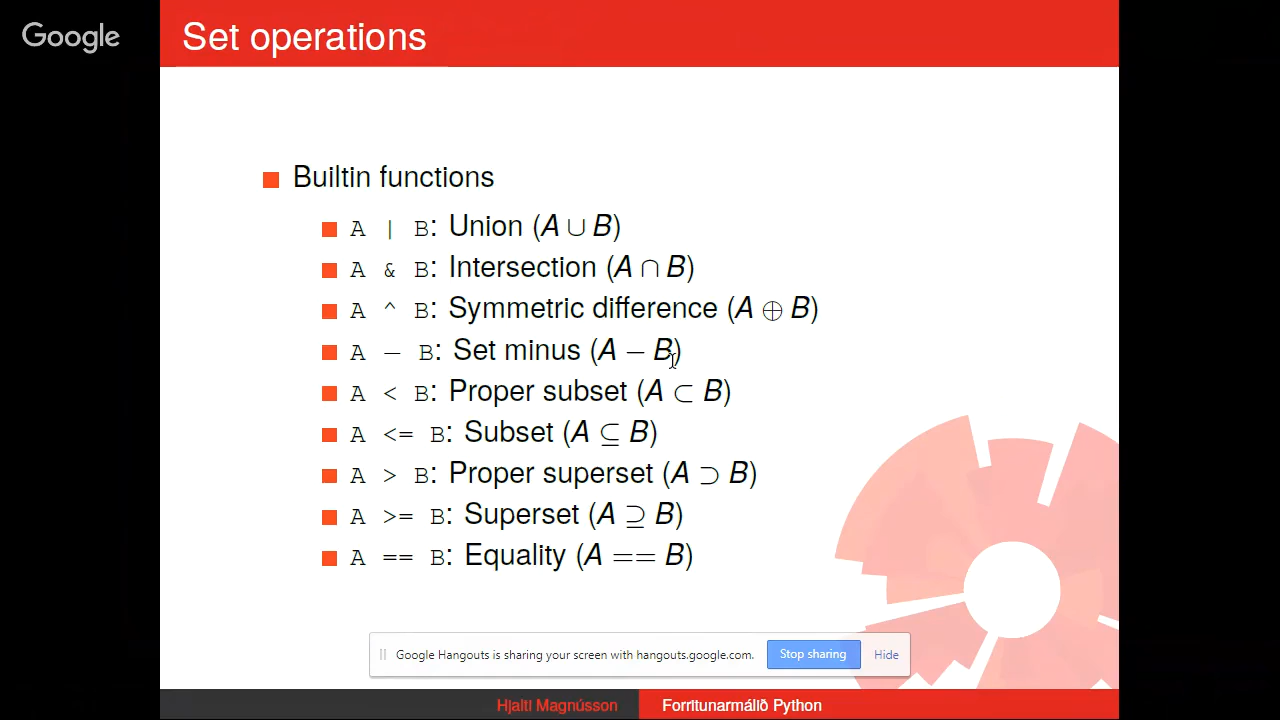 Google
Set operations
Builtin functions
A | B: Union (A ∪ B)
A & B: Intersection (A ∩ B)
A ^ B: Symmetric difference (A ⊕ B)
A − B: Set minus (A − B)
A < B: Proper subset (A ⊂ B)
A <= B: Subset (A ⊆ B)
A > B: Proper superset (A ⊃ B)
A >= B: Superset (A ⊇ B)
A == B: Equality (A == B)
Google Hangouts is sharing your screen with hangouts.google.com. Stop sharing Hide
Hjalti Magnússon Forritunarmálið Python